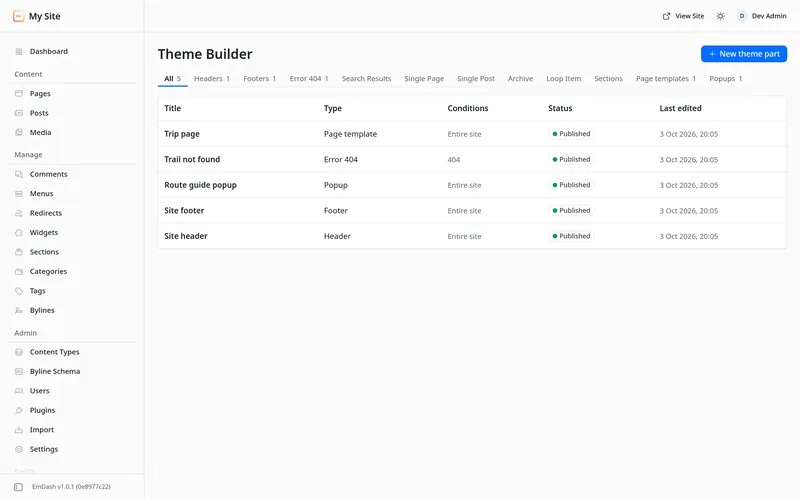 My Site
View Site
D Dev Admin
Dashboard
Content
Pages
Posts
Media
Manage
Comments
Menus
Redirects
Widgets
Sections
Categories
Tags
Bylines
Admin
Content Types
Byline Schema
Users
Plugins
Import
Settings
EmDash v1.0.1 (0e8977c22)
Theme Builder
+ New theme part
All 5 Headers 1 Footers 1 Error 404 1 Search Results Single Page Single Post Archive Loop Item Sections Page templates 1 Popups 1
Title Type Conditions Status Last edited
Trip page Page template Entire site Published 3 Oct 2026, 20:05
Trail not found Error 404 404 Published 3 Oct 2026, 20:05
Route guide popup Popup Entire site Published 3 Oct 2026, 20:05
Site footer Footer Entire site Published 3 Oct 2026, 20:05
Site header Header Entire site Published 3 Oct 2026, 20:05